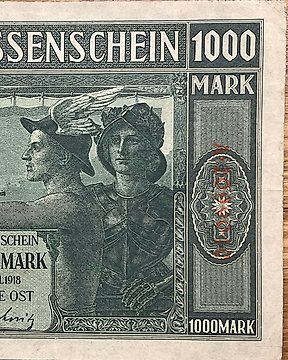 SSENSCHEIN 1000
MARK
SCHEIN
MARK
.1918
E OST
1000MARK